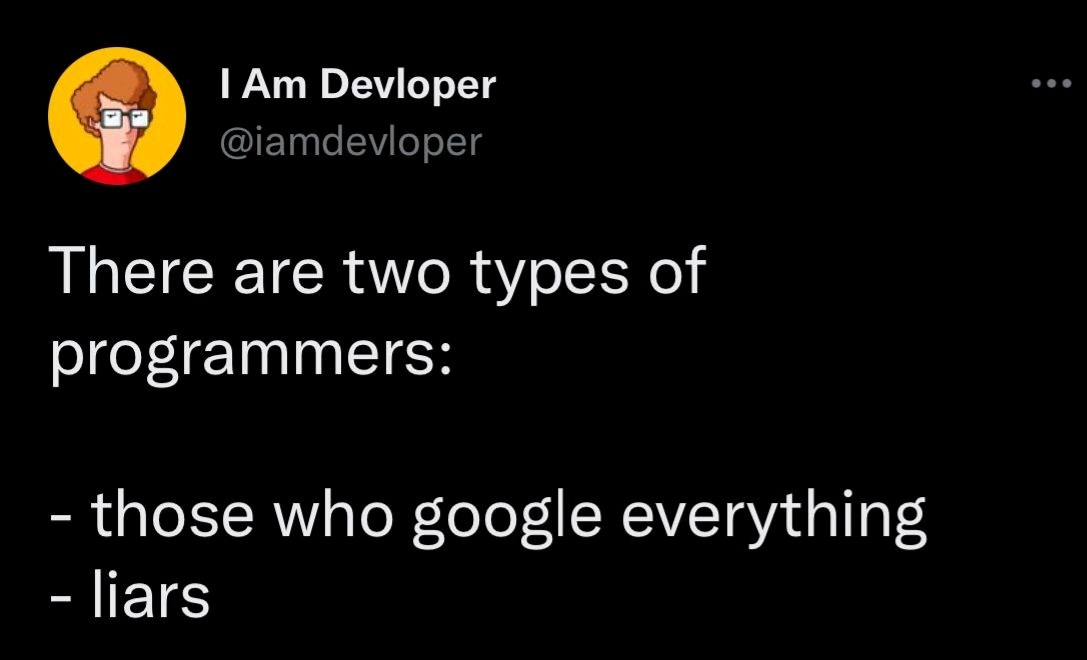 I Am Devloper
@iamdevloper
There are two types of
programmers:
- those who google everything
- liars